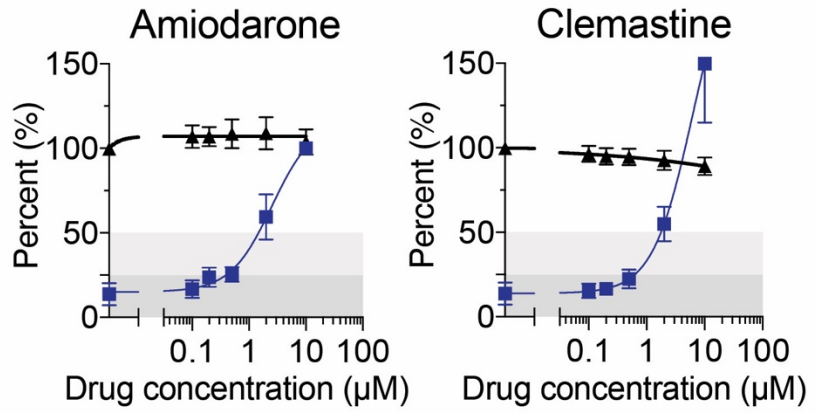 Amiodarone
Percent (%)
150
100
50
0
0.1 1 10 100
Drug concentration (µM)
Clemastine
Percent (%)
150
100
50
0
0.1 1 10 100
Drug concentration (µM)